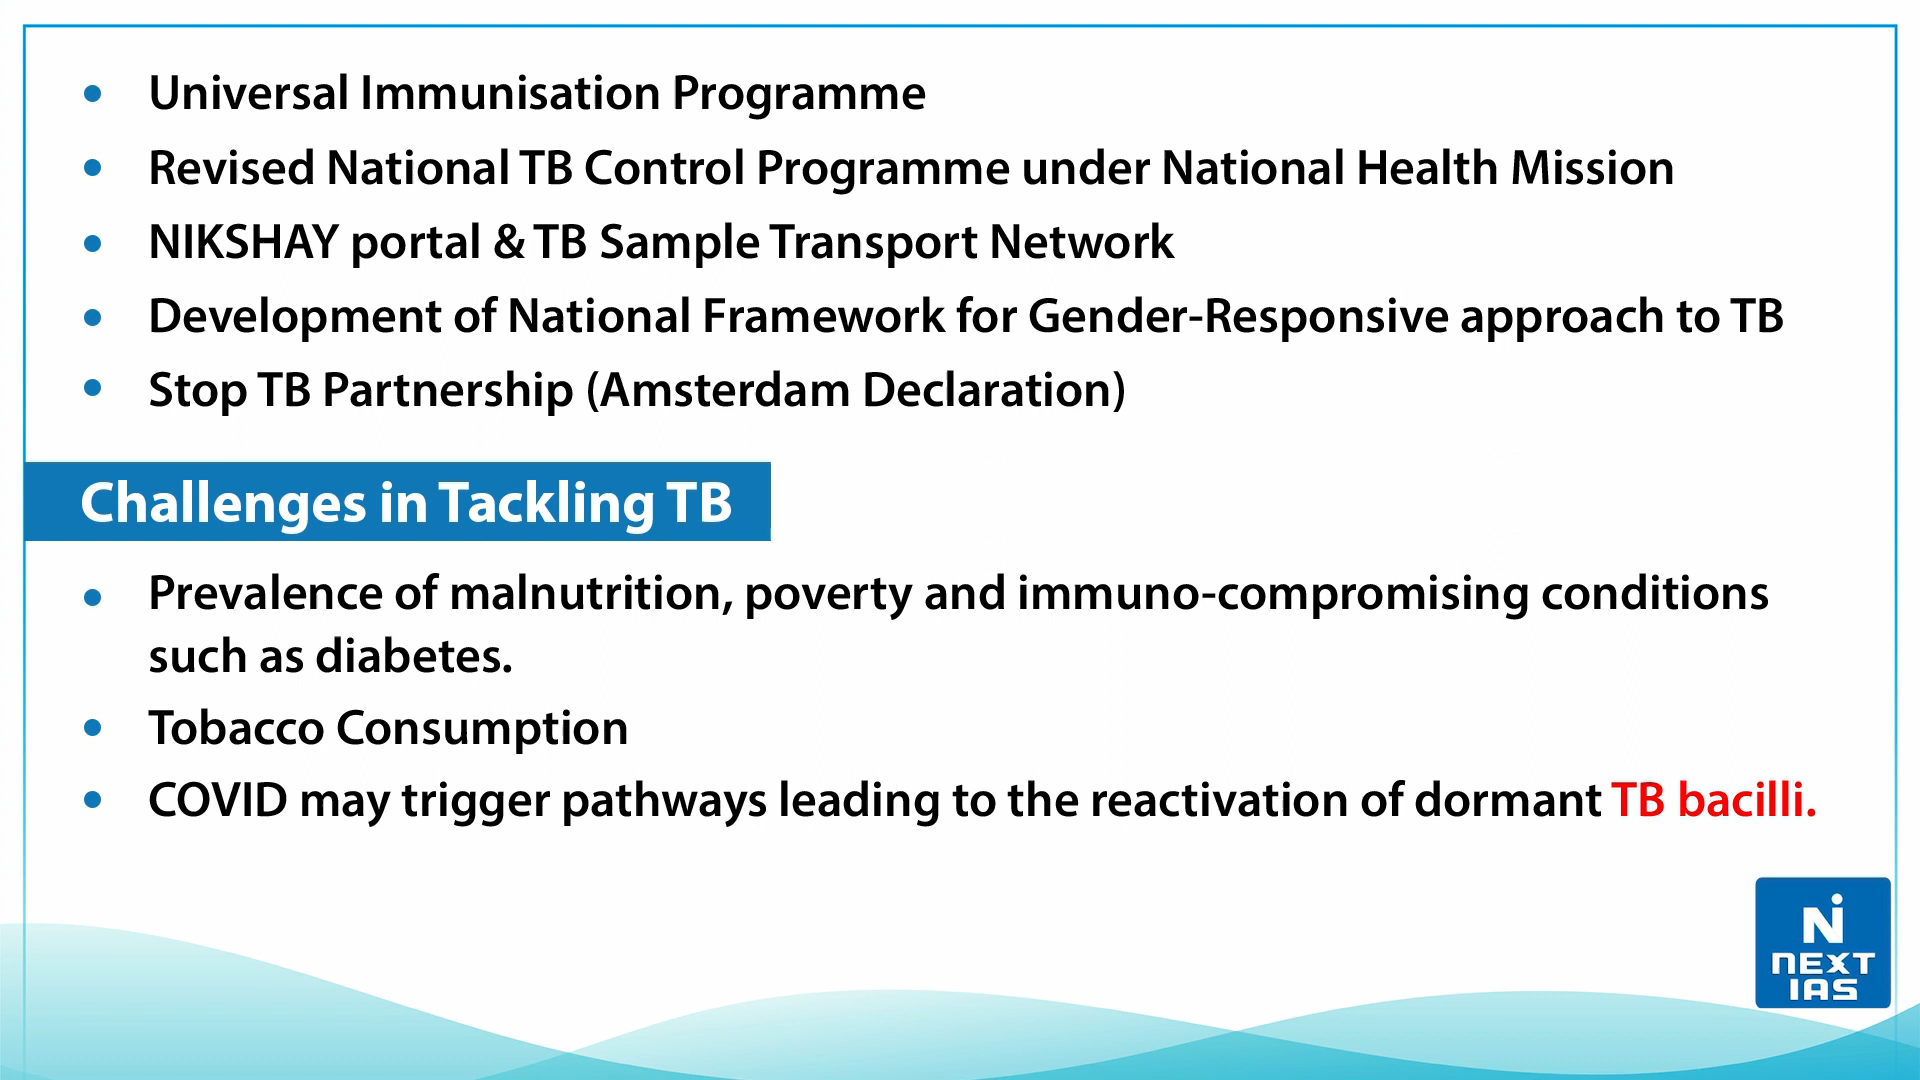 • Universal Immunisation Programme
• Revised National TB Control Programme under National Health Mission
• NIKSHAY portal & TB Sample Transport Network
• Development of National Framework for Gender-Responsive approach to TB
• Stop TB Partnership (Amsterdam Declaration)
Challenges in Tackling TB
• Prevalence of malnutrition, poverty and immuno-compromising conditions
such as diabetes.
• Tobacco Consumption
• COVID may trigger pathways leading to the reactivation of dormant TB bacilli.
N
NEXT
IAS